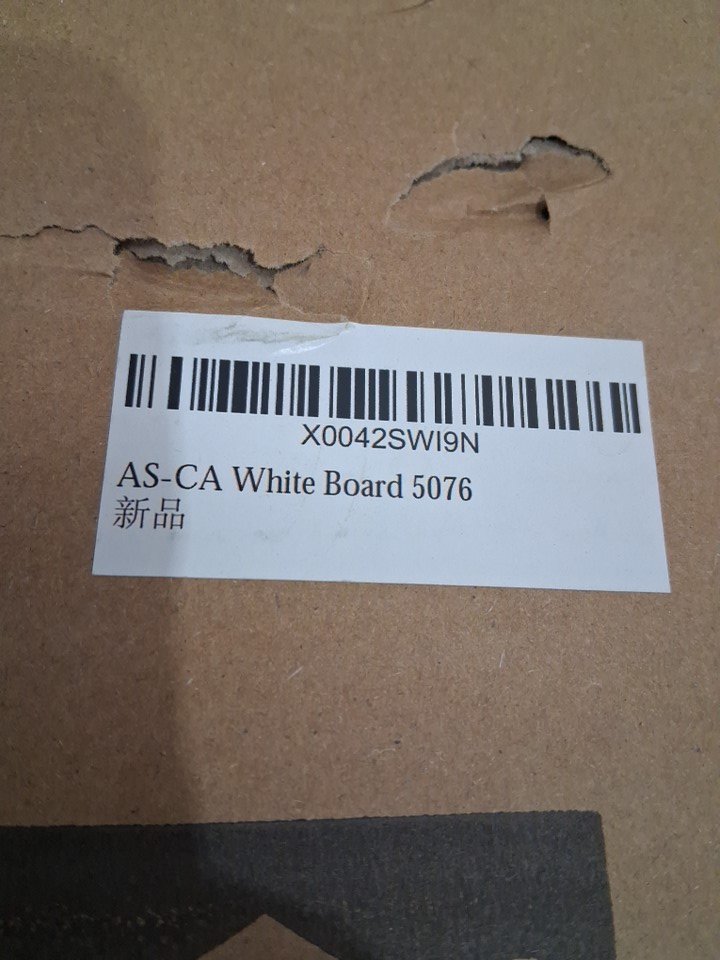 X0042SWI9N
AS-CA White Board 5076
新品